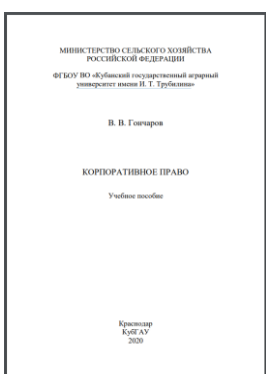 МИНИСТЕРСТВО СЕЛЬСКОГО ХОЗЯЙСТВА
РОССИЙСКОЙ ФЕДЕРАЦИИ
ФГБОУ ВО «Кубанский государственный аграрный
университет имени И. Т. Трубилина»
В. В. Гончаров
КОРПОРАТИВНОЕ ПРАВО
Учебное пособие
Краснодар
КубГАУ
2020